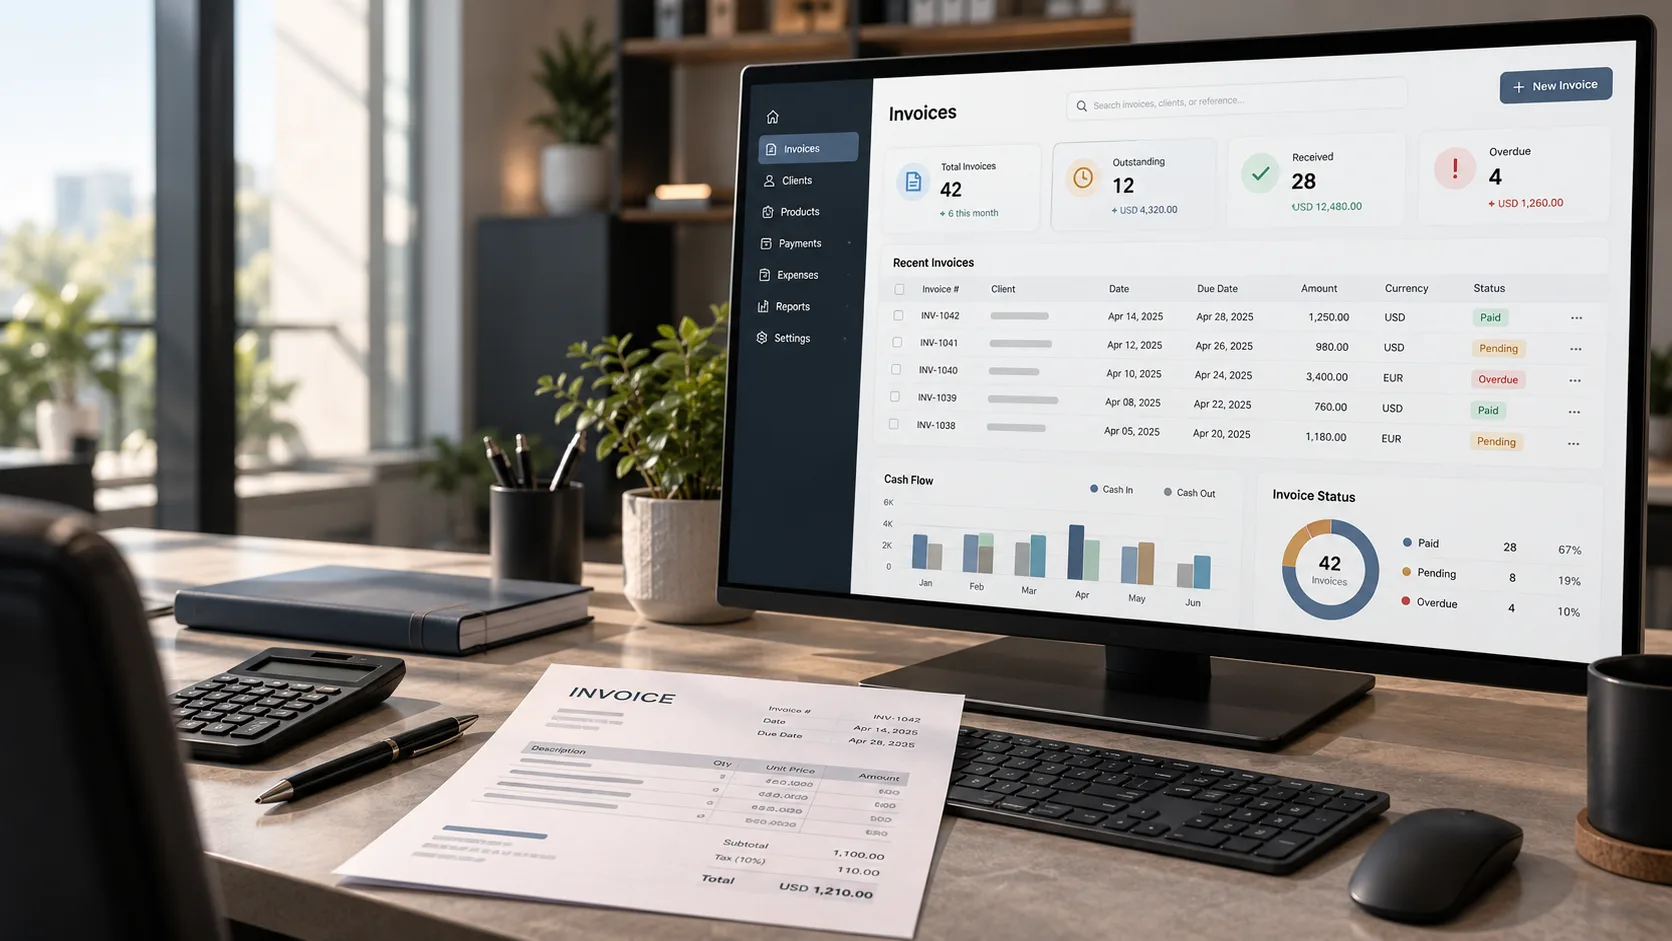 Invoices
Clients
Products
Payments
Expenses
Reports
Settings
Invoices
Search invoices, clients, or reference...
+ New Invoice
Total Invoices
42
+ 6 this month
Outstanding
12
+ USD 4,320.00
Received
28
USD 12,480.00
Overdue
4
+ USD 1,260.00
Recent Invoices
Invoice # Client Date Due Date Amount Currency Status
INV-1042 Apr 14, 2025 Apr 28, 2025 1,250.00 USD Paid
INV-1041 Apr 12, 2025 Apr 26, 2025 980.00 USD Pending
INV-1040 Apr 10, 2025 Apr 24, 2025 3,400.00 EUR Overdue
INV-1039 Apr 08, 2025 Apr 22, 2025 760.00 USD Paid
INV-1038 Apr 05, 2025 Apr 20, 2025 1,180.00 EUR Pending
Cash Flow
Cash In Cash Out
6K
4K
2K
0
Jan Feb Mar Apr May Jun
Invoice Status
42
Invoices
Paid 28 67%
Pending 8 19%
Overdue 4 10%
INVOICE
Invoice # INV-1042
Date Apr 14, 2025
Due Date Apr 28, 2025
Description Qty Unit Price Amount
Subtotal 1,100.00
Tax (10%) 110.00
Total USD 1,210.00